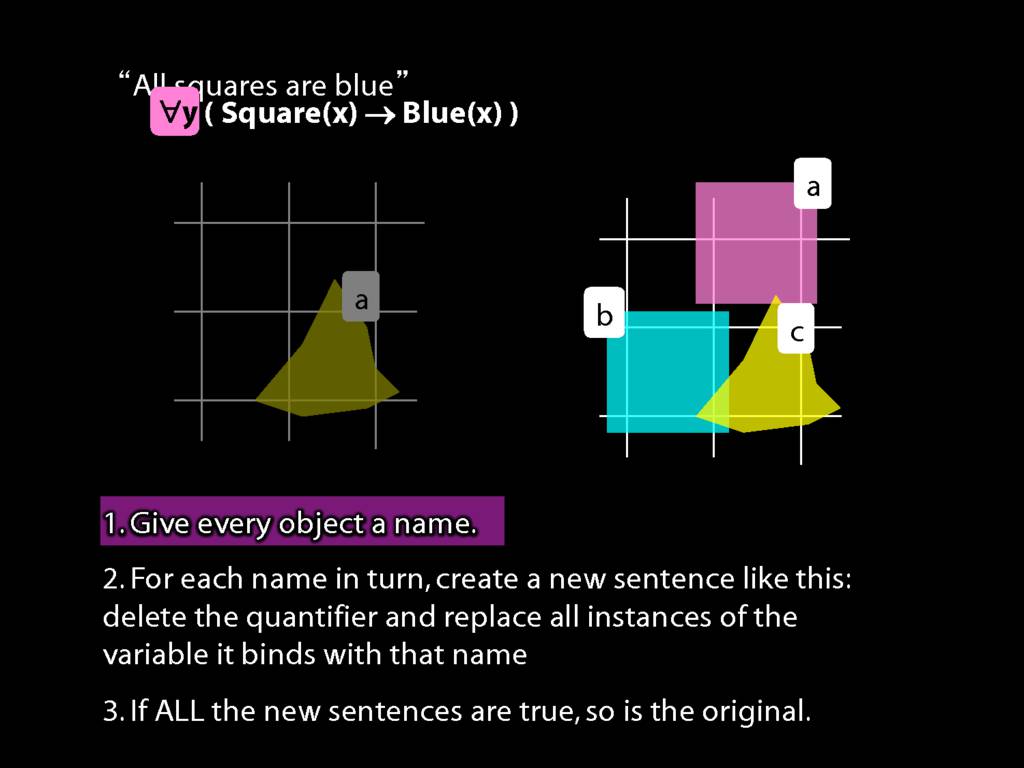 “All squares are blue”
∀y ( Square(x) → Blue(x) )
a
a
b
c
1. Give every object a name.
2. For each name in turn, create a new sentence like this:
delete the quantifier and replace all instances of the
variable it binds with that name
3. If ALL the new sentences are true, so is the original.